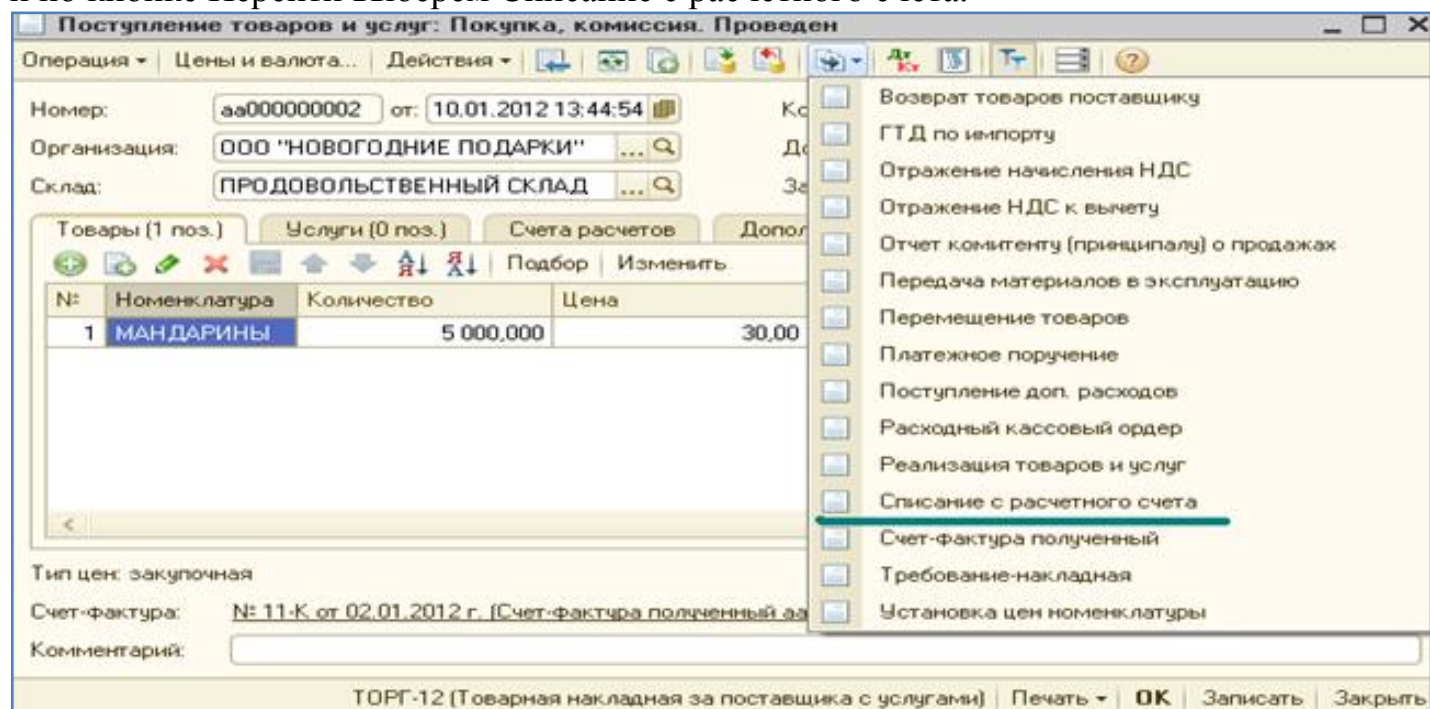 и по кнопке Перейти выберем Списание с расчетного счета.
Поступление товаров и услуг: Покупка, комиссия. Проведен
Операция Цены и валюта... Действия
Номер: аа000000002 от: 10.01.2012 13:44:54 Ко
Организация: ООО "НОВОГОДНИЕ ПОДАРКИ" ... До
Склад: ПРОДОВОЛЬСТВЕННЫЙ СКЛАД ... За
Товары (1 поз.) Услуги (0 поз.) Счета расчетов Допол
Подбор Изменить
№ Номенклатура Количество Цена
1 МАНДАРИНЫ 5 000,000 30,00
Тип цен: закупочная
Счет-фактура: № 11-К от 02.01.2012 г. (Счет-фактура полученный аа
Комментарий:
Возврат товаров поставщику
ГТД по импорту
Отражение начисления НДС
Отражение НДС к вычету
Отчет комитенту (принципалу) о продажах
Передача материалов в эксплуатацию
Перемещение товаров
Платежное поручение
Поступление доп. расходов
Расходный кассовый ордер
Реализация товаров и услуг
Списание с расчетного счета
Счет-фактура полученный
Требование-накладная
Установка цен номенклатуры
ТОРГ-12 (Товарная накладная за поставщика с услугами) Печать OK Записать Закрыть